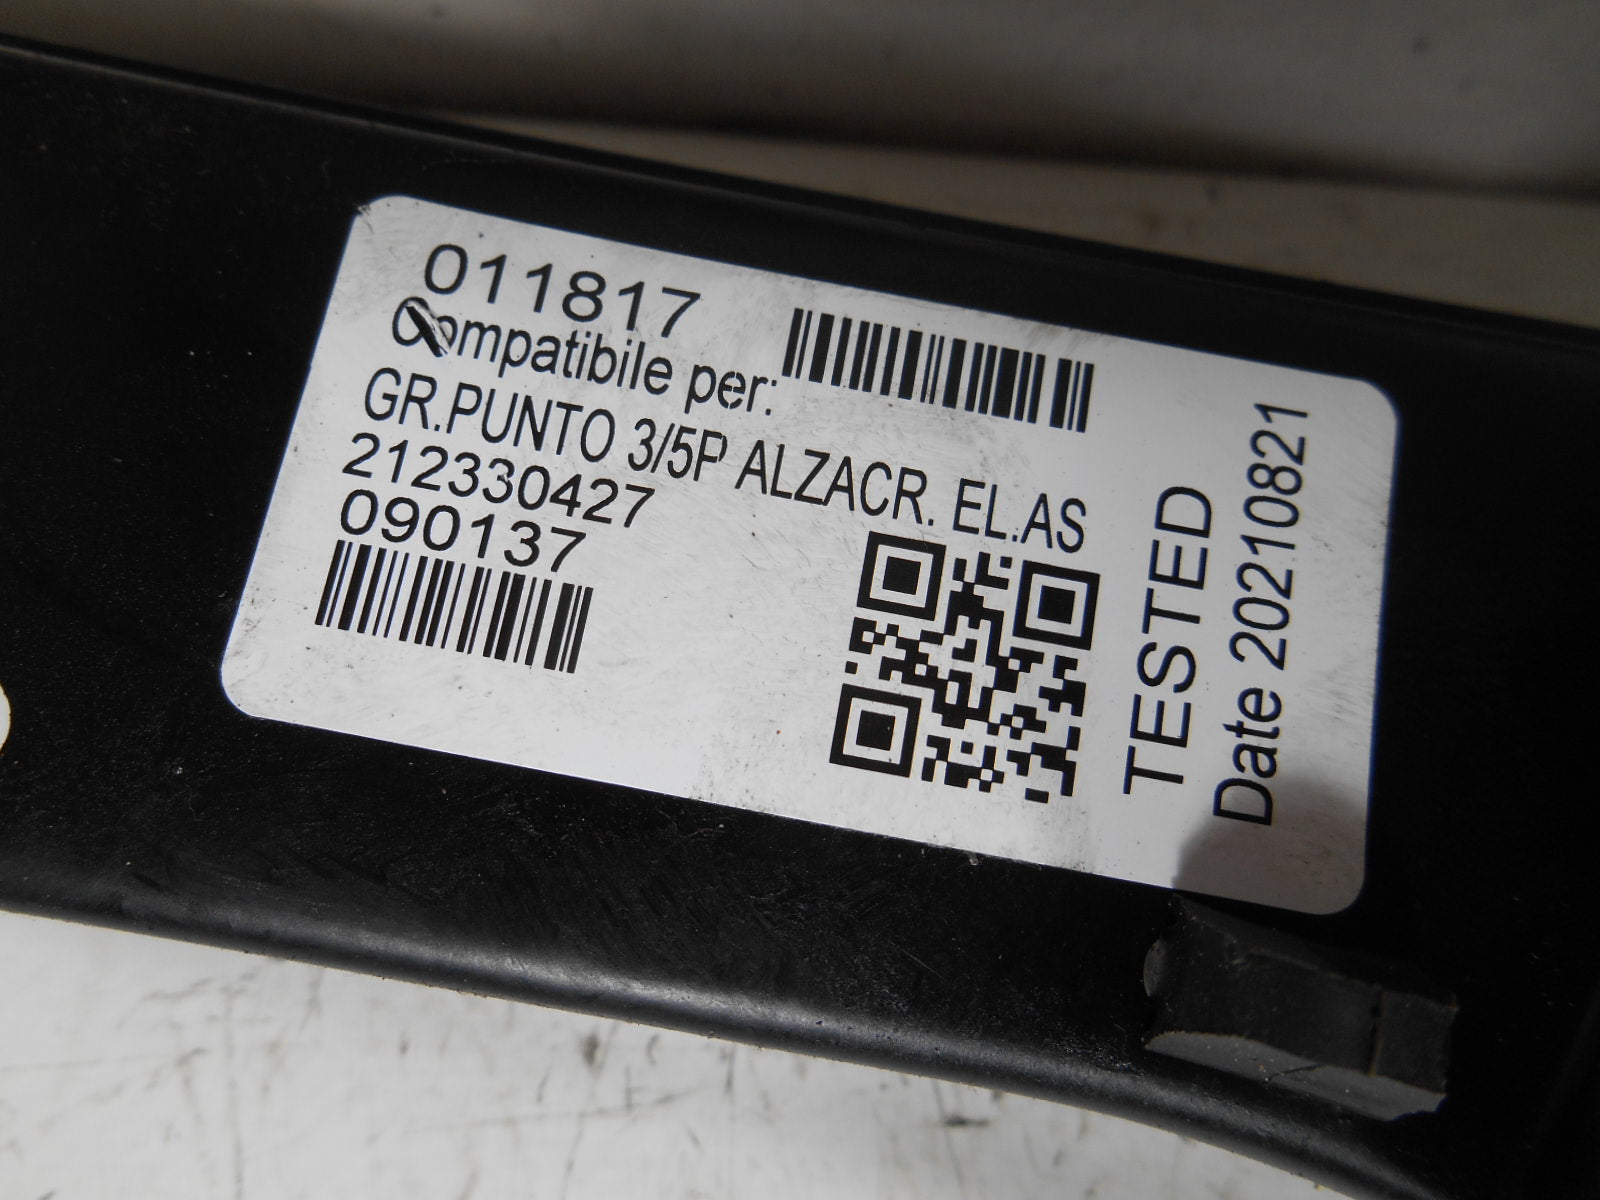 011817
Compatibile per:
GR.PUNTO 3/5P ALZACR. EL.AS
212330427
090137
TESTED
Date 20210821